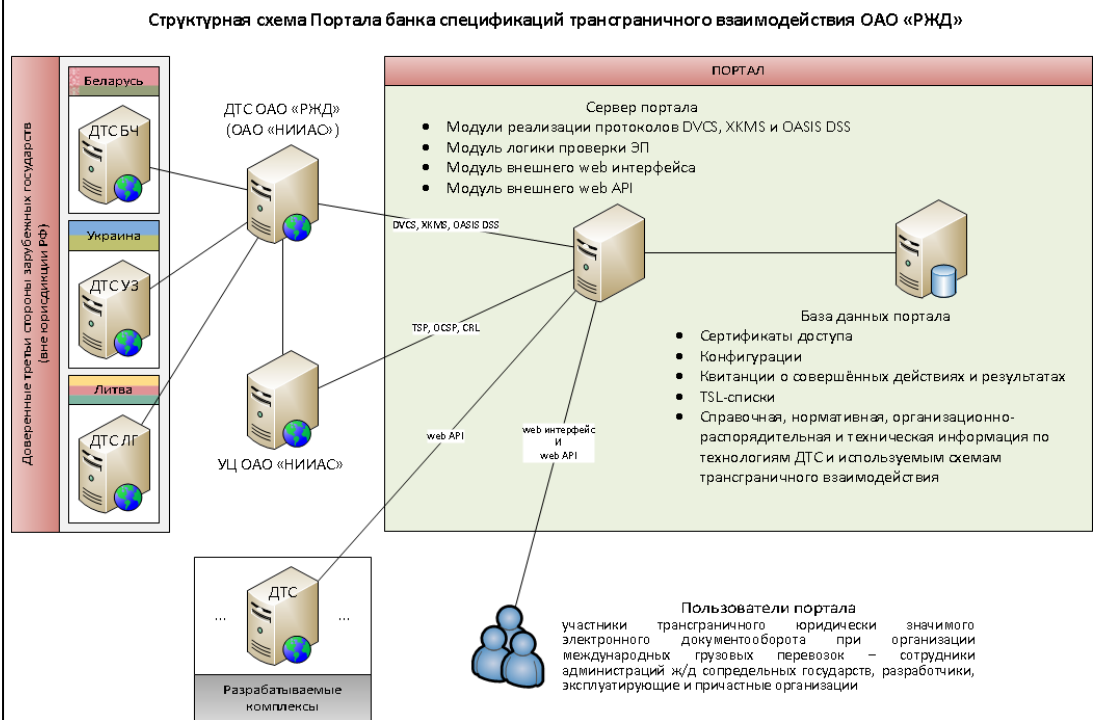 Структурная схема Портала банка спецификаций трансграничного взаимодействия ОАО «РЖД»
Доверенные третьи стороны зарубежных государств
(вне юрисдикции РФ)
Беларусь
ДТС БЧ
Украина
ДТС УЗ
Литва
ДТС ЛГ
ДТС ОАО «РЖД»
(ОАО «НИИАС»)
УЦ ОАО «НИИАС»
ПОРТАЛ
Сервер портала
● Модули реализации протоколов DVCS, XKMS и OASIS DSS
● Модуль логики проверки ЭП
● Модуль внешнего web интерфейса
● Модуль внешнего web API
DVCS, XKMS, OASIS DSS
TSP, OCSP, CRL
web API
web интерфейс
и
web API
База данных портала
● Сертификаты доступа
● Конфигурации
● Квитанции о совершённых действиях и результатах
● TSL-списки
● Справочная, нормативная, организационно-
распорядительная и техническая информация по
технологиям ДТС и используемым схемам
трансграничного взаимодействия
ДТС
... ...
Разрабатываемые
комплексы
Пользователи портала
участники трансграничного юридически значимого
электронного документооборота при организации
международных грузовых перевозок – сотрудники
администраций ж/д сопредельных государств, разработчики,
эксплуатирующие и причастные организации